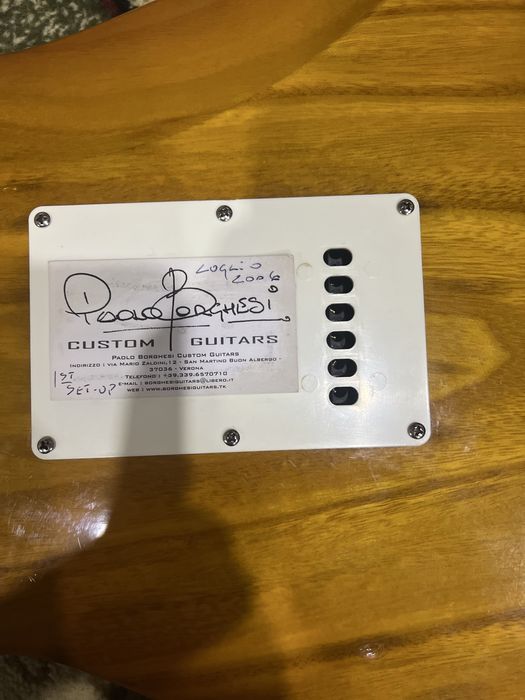 LUGLIO
2006
PAOLO BORGHESI
CUSTOM GUITARS
PAOLO BORGHESI CUSTOM GUITARS
INDIRIZZO : VIA MARIO ZALDINI,12 - SAN MARTINO BUON ALBERGO -
37036 - VERONA
TELEFONO : +39.339.6570710
E-MAIL : BORGHESIGUITARS@LIBERO.IT
WEB : WWW.BORGHESIGUITARS.TK
1ST
SET-UP